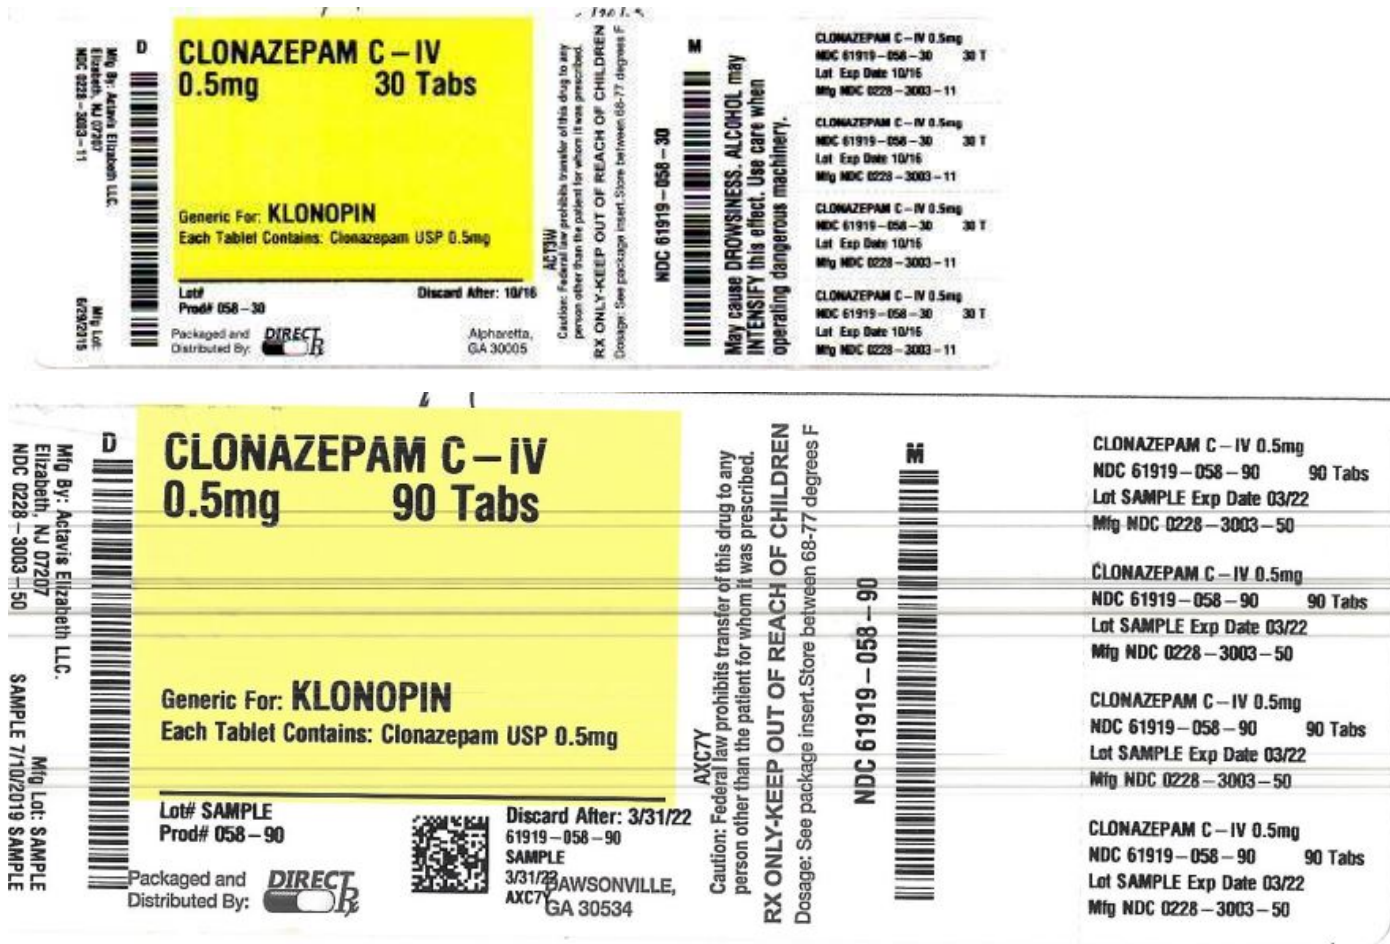 Mfg By: Actavis Elizabeth LLC.
Elizabeth, NJ 07207
NDC 0228-3003-11
Mfg Lot:
6/29/2015
D
CLONAZEPAM C-IV
0.5mg 30 Tabs
Generic For: KLONOPIN
Each Tablet Contains: Clonazepam USP 0.5mg
Lot# Discard After: 10/16
Prod# 058-30
Packaged and
Distributed By:
DIRECT Rx
Alpharetta,
GA 30005
ACT3W
Caution: Federal law prohibits transfer of this drug to any
person other than the patient for whom it was prescribed.
RX ONLY-KEEP OUT OF REACH OF CHILDREN
Dosage: See package insert.Store between 68-77 degrees F
NDC 61919-058-30
M
May cause DROWSINESS. ALCOHOL may
INTENSIFY this effect. Use care when
operating dangerous machinery.
CLONAZEPAM C-IV 0.5mg
NDC 61919-058-30 30 T
Lot Exp Date 10/16
Mfg NDC 0228-3003-11
CLONAZEPAM C-IV 0.5mg
NDC 61919-058-30 30 T
Lot Exp Date 10/16
Mfg NDC 0228-3003-11
CLONAZEPAM C-IV 0.5mg
NDC 61919-058-30 30 T
Lot Exp Date 10/16
Mfg NDC 0228-3003-11
CLONAZEPAM C-IV 0.5mg
NDC 61919-058-30 30 T
Lot Exp Date 10/16
Mfg NDC 0228-3003-11
Mfg By: Actavis Elizabeth LLC.
Elizabeth, NJ 07207
NDC 0228-3003-50
Mfg Lot: SAMPLE
SAMPLE 7/10/2019 SAMPLE
D
CLONAZEPAM C-IV
0.5mg 90 Tabs
Generic For: KLONOPIN
Each Tablet Contains: Clonazepam USP 0.5mg
Lot# SAMPLE
Prod# 058-90
Discard After: 3/31/22
61919-058-90
SAMPLE
3/31/22
AXC7Y
Packaged and
Distributed By:
DIRECT Rx
DAWSONVILLE,
GA 30534
AXC7Y
Caution: Federal law prohibits transfer of this drug to any
person other than the patient for whom it was prescribed.
RX ONLY-KEEP OUT OF REACH OF CHILDREN
Dosage: See package insert.Store between 68-77 degrees F
NDC 61919-058-90
M
CLONAZEPAM C-IV 0.5mg
NDC 61919-058-90 90 Tabs
Lot SAMPLE Exp Date 03/22
Mfg NDC 0228-3003-50
CLONAZEPAM C-IV 0.5mg
NDC 61919-058-90 90 Tabs
Lot SAMPLE Exp Date 03/22
Mfg NDC 0228-3003-50
CLONAZEPAM C-IV 0.5mg
NDC 61919-058-90 90 Tabs
Lot SAMPLE Exp Date 03/22
Mfg NDC 0228-3003-50
CLONAZEPAM C-IV 0.5mg
NDC 61919-058-90 90 Tabs
Lot SAMPLE Exp Date 03/22
Mfg NDC 0228-3003-50